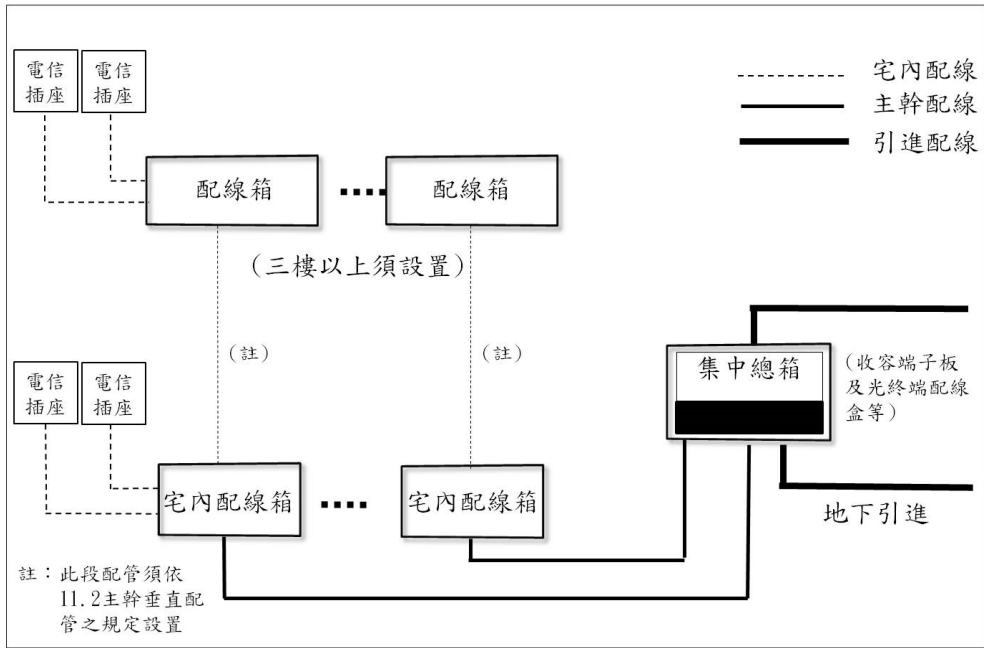 電信
插座
電信
插座
宅內配線
主幹配線
引進配線
配線箱
配線箱
(三樓以上須設置)
(註)
(註)
電信
插座
電信
插座
集中總箱
(收容端子板
及光終端配線
盒等)
宅內配線箱
宅內配線箱
地下引進
註：此段配管須依
11.2主幹垂直配
管之規定設置